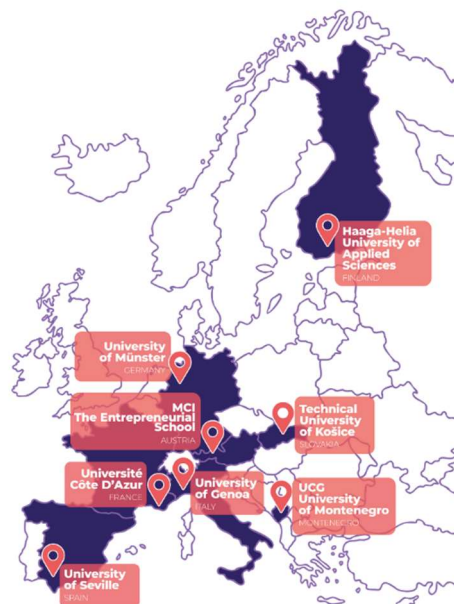 Haaga-Helia
University of
Applied
Sciences
FINLAND
University
of Münster
GERMANY
MCI
The Entrepreneurial
School
AUSTRIA
Technical
University
of Košice
SLOVAKIA
Université
Côte D'Azur
FRANCE
University
of Genoa
ITALY
UCG
University
of Montenegro
MONTENEGRO
University
of Seville
SPAIN